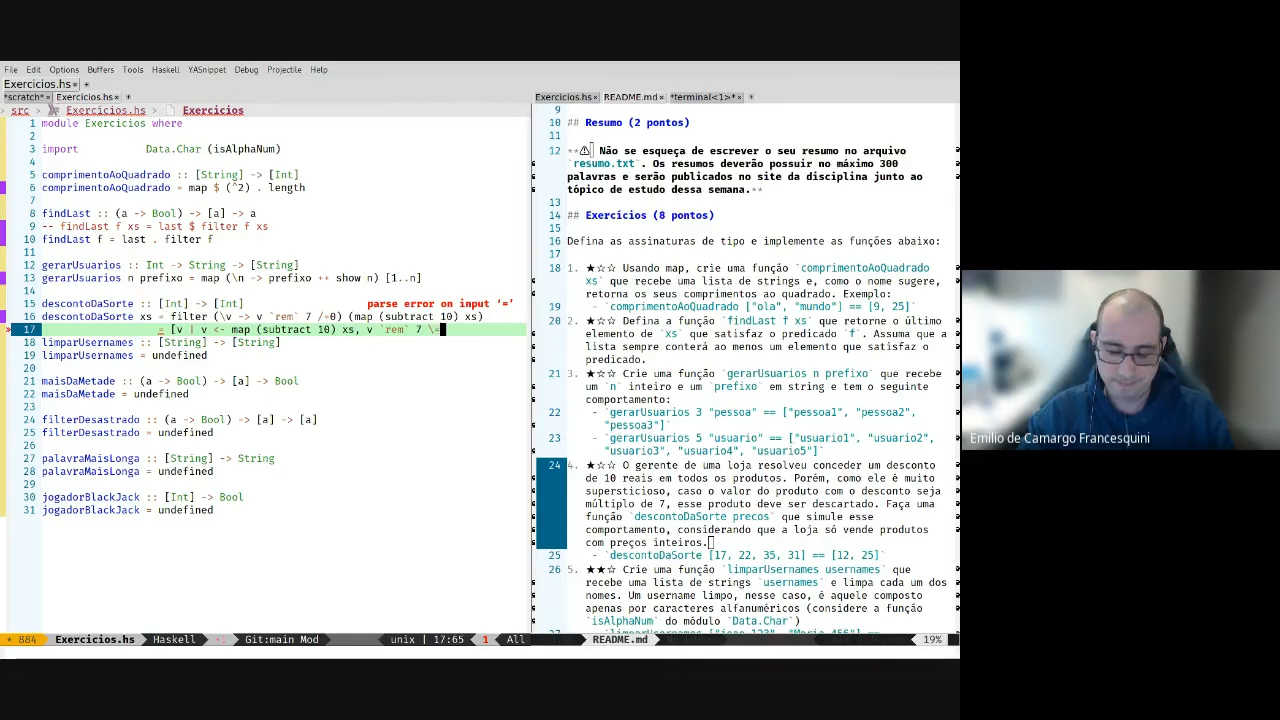 File Edit Options Buffers Tools Haskell YASnippet Debug Projectile Help
Exercicios.hs× +
*scratch*× Exercicios.hs× +
src > Exercicios.hs > Exercicios
1 module Exercicios where
2
3 import Data.Char (isAlphaNum)
4
5 comprimentoAoQuadrado :: [String] -> [Int]
6 comprimentoAoQuadrado = map $ (^2) . length
7
8 findLast :: (a -> Bool) -> [a] -> a
9 -- findLast f xs = last $ filter f xs
10 findLast f = last . filter f
11
12 gerarUsuarios :: Int -> String -> [String]
13 gerarUsuarios n prefixo = map (\n -> prefixo ++ show n) [1..n]
14
15 descontoDaSorte :: [Int] -> [Int] parse error on input ‘=’
16 descontoDaSorte xs = filter (\v -> v `rem` 7 /=0) (map (subtract 10) xs)
17 = [v | v <- map (subtract 10) xs, v `rem` 7 \=
18 limparUsernames :: [String] -> [String]
19 limparUsernames = undefined
20
21 maisDaMetade :: (a -> Bool) -> [a] -> Bool
22 maisDaMetade = undefined
23
24 filterDesastrado :: (a -> Bool) -> [a] -> [a]
25 filterDesastrado = undefined
26
27 palavraMaisLonga :: [String] -> String
28 palavraMaisLonga = undefined
29
30 jogadorBlackJack :: [Int] -> Bool
31 jogadorBlackJack = undefined
* 884 Exercicios.hs Haskell Git:main Mod unix | 17:65 1 All
Exercicios.hs× README.md× *terminal<1>*× +
9
10 ## Resumo (2 pontos)
11
12 **⚠ Não se esqueça de escrever o seu resumo no arquivo
`resumo.txt`. Os resumos deverão possuir no máximo 300
palavras e serão publicados no site da disciplina junto ao
tópico de estudo dessa semana.**
13
14 ## Exercícios (8 pontos)
15
16 Defina as assinaturas de tipo e implemente as funções abaixo:
17
18 1. ★☆☆ Usando map, crie uma função `comprimentoAoQuadrado
xs` que recebe uma lista de strings e, como o nome sugere,
retorna os seus comprimentos ao quadrado. Exemplo:
19 - `comprimentoAoQuadrado ["ola", "mundo"] == [9, 25]`
20 2. ★☆☆ Defina a função `findLast f xs` que retorne o último
elemento de `xs` que satisfaz o predicado `f`. Assuma que a
lista sempre conterá ao menos um elemento que satisfaz o
predicado.
21 3. ★☆☆ Crie uma função `gerarUsuarios n prefixo` que recebe
um `n` inteiro e um `prefixo` em string e tem o seguinte
comportamento:
22 - `gerarUsuarios 3 "pessoa" == ["pessoa1", "pessoa2",
"pessoa3"]`
23 - `gerarUsuarios 5 "usuario" == ["usuario1", "usuario2",
"usuario3", "usuario4", "usuario5"]`
24 4. ★☆☆ O gerente de uma loja resolveu conceder um desconto
de 10 reais em todos os produtos. Porém, como ele é muito
supersticioso, caso o valor do produto com o desconto seja
múltiplo de 7, esse produto deve ser descartado. Faça uma
função `descontoDaSorte precos` que simule esse
comportamento, considerando que a loja só vende produtos
com preços inteiros.
25 - `descontoDaSorte [17, 22, 35, 31] == [12, 25]`
26 5. ★★☆ Crie uma função `limparUsernames usernames` que
recebe uma lista de strings `usernames` e limpa cada um dos
nomes. Um username limpo, nesse caso, é aquele composto
apenas por caracteres alfanuméricos (considere a função
`isAlphaNum` do módulo `Data.Char`)
README.md 19%
Emilio de Camargo Francesquini